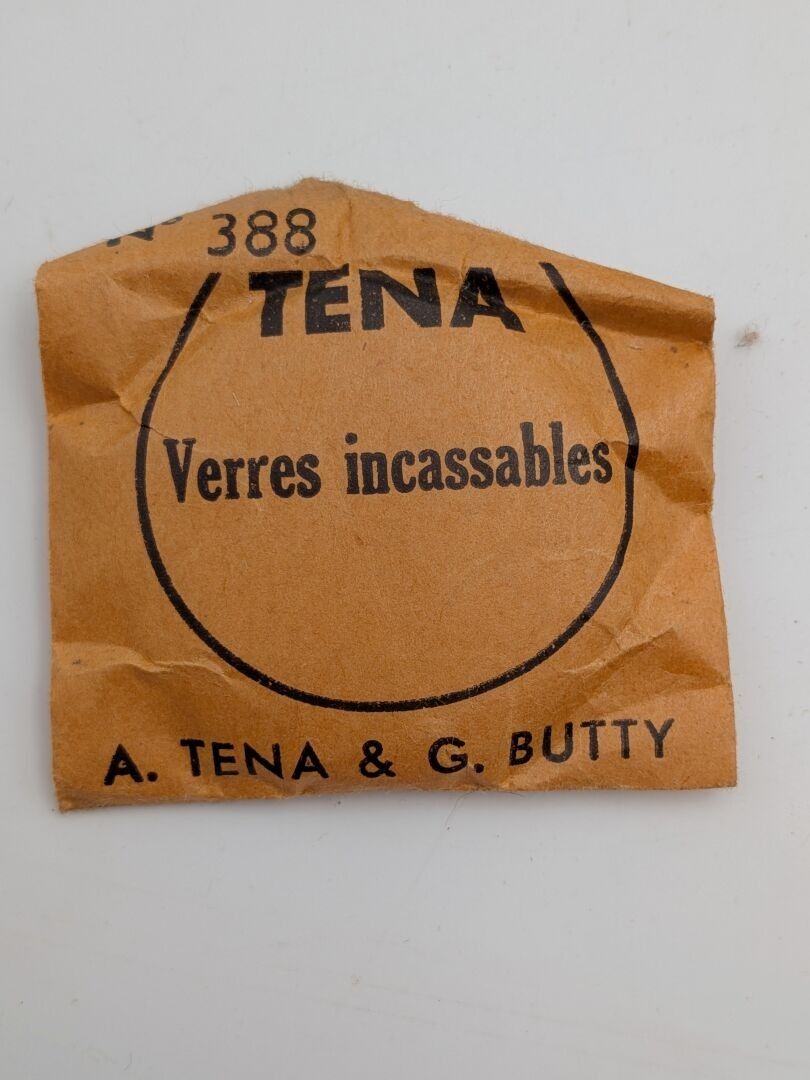 N° 388
TENA
Verres incassables
A. TENA & G. BUTTY